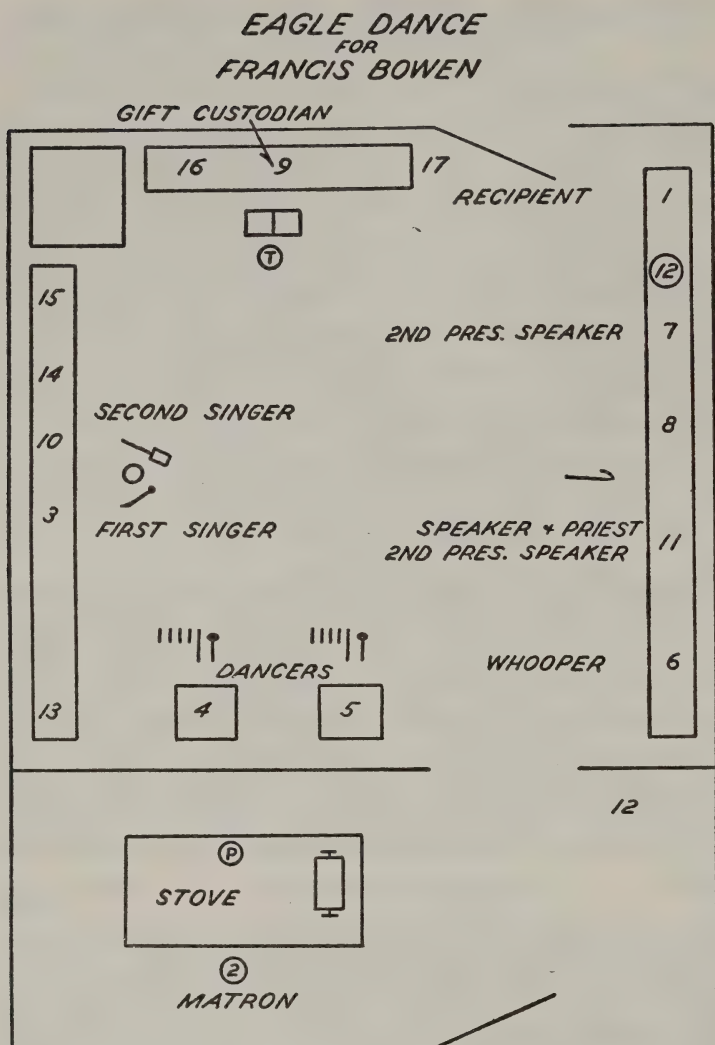 EAGLE DANCE
FOR
FRANCIS BOWEN
GIFT CUSTODIAN
16 9 17
RECIPIENT 1
T
12
15
2ND PRES. SPEAKER 7
14
SECOND SINGER
10
8
3
FIRST SINGER
SPEAKER + PRIEST
2ND PRES. SPEAKER 11
WHOOPER 6
DANCERS
13 4 5
12
P
STOVE
2
MATRON